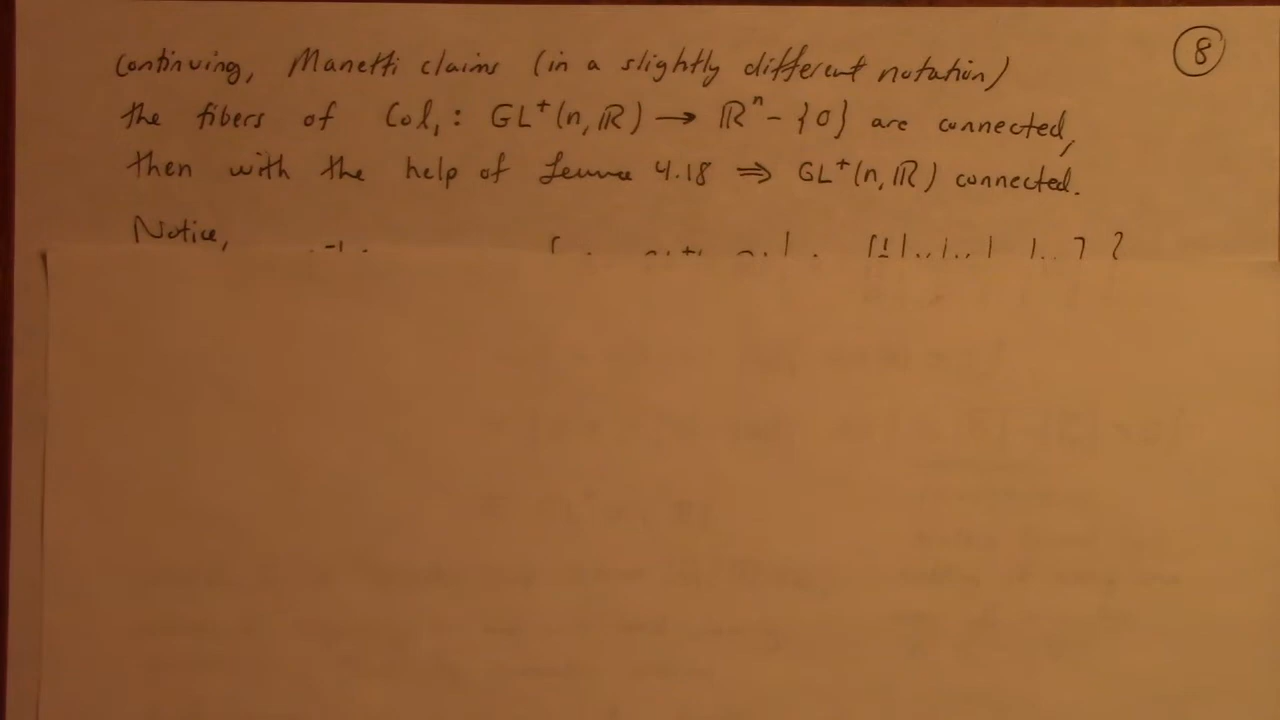 continuing, Manetti claims (in a slightly different notation) ⑧
the fibers of Col₁ : GL⁺(n, ℝ) → ℝⁿ - {0} are connected,
then with the help of Lemma 4.18 ⇒ GL⁺(n, ℝ) connected.
Notice,